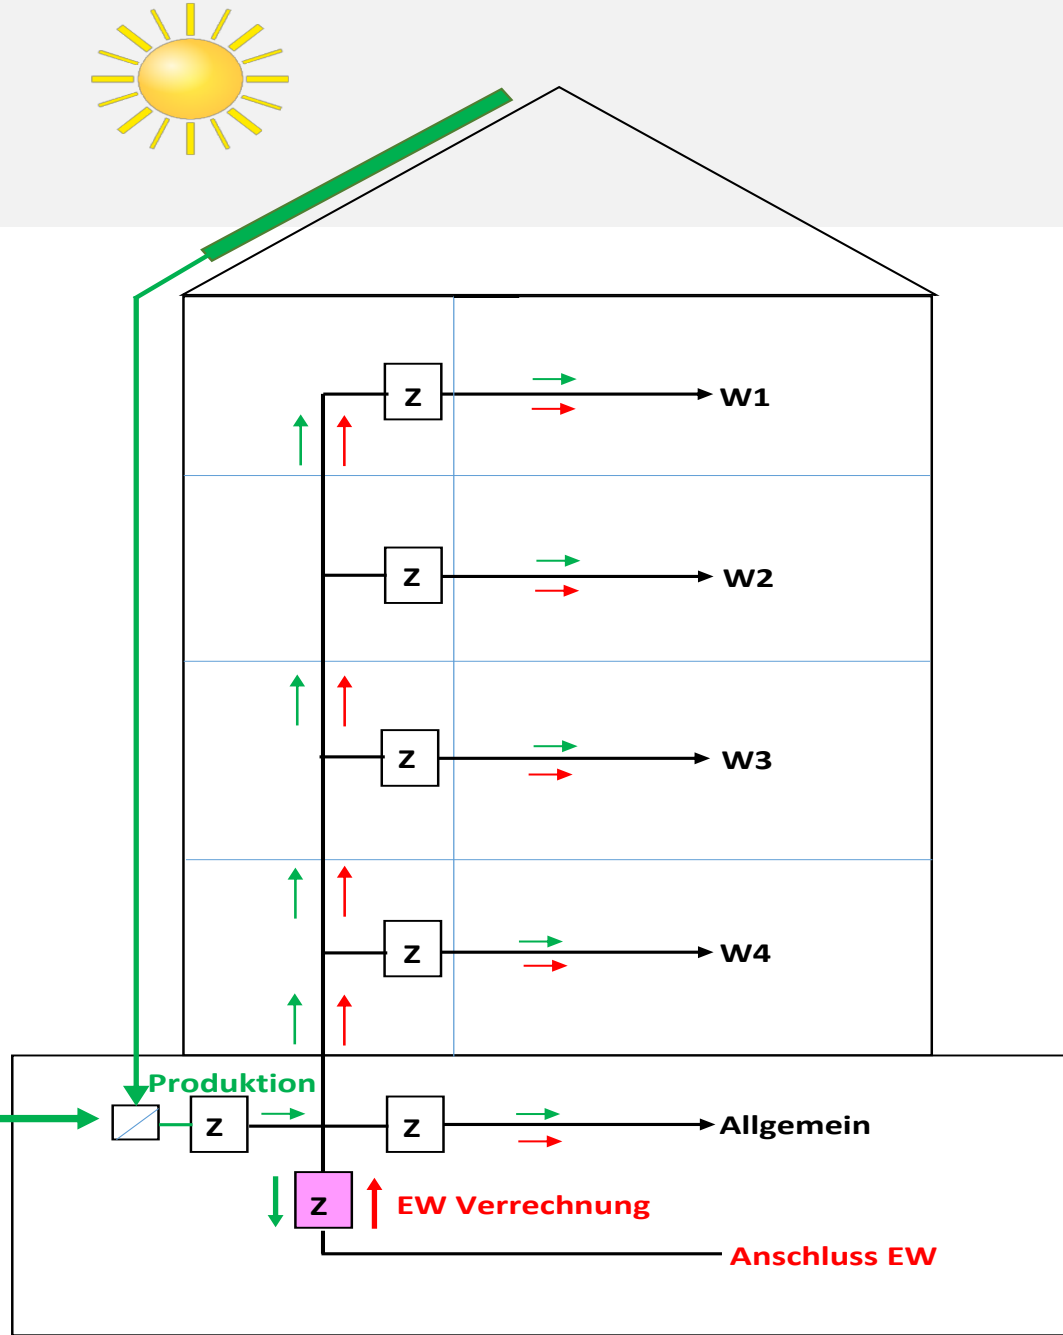 Z
W1
Z
W2
Z
W3
Z
W4
Produktion
Z
Z
Allgemein
Z
EW Verrechnung
Anschluss EW